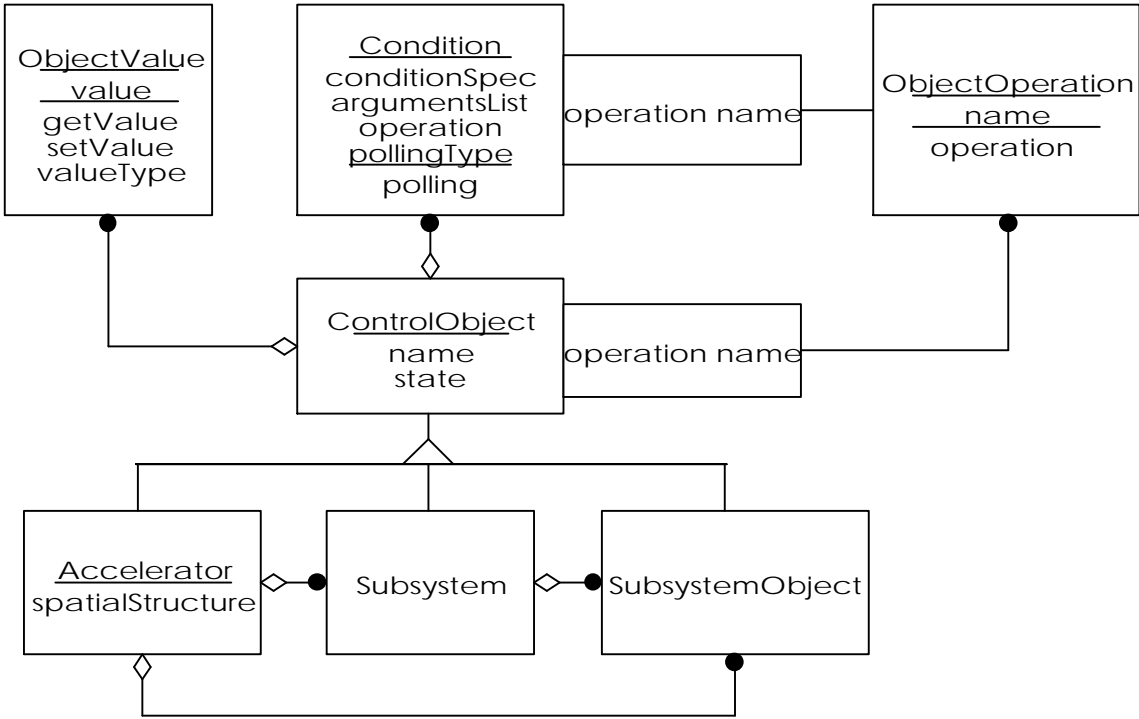 ObjectValue
value
getValue
setValue
valueType
Condition
conditionSpec
argumentsList
operation
pollingType
polling
operation name
ObjectOperation
name
operation
ControlObject
name
state
operation name
Accelerator
spatialStructure
Subsystem
SubsystemObject